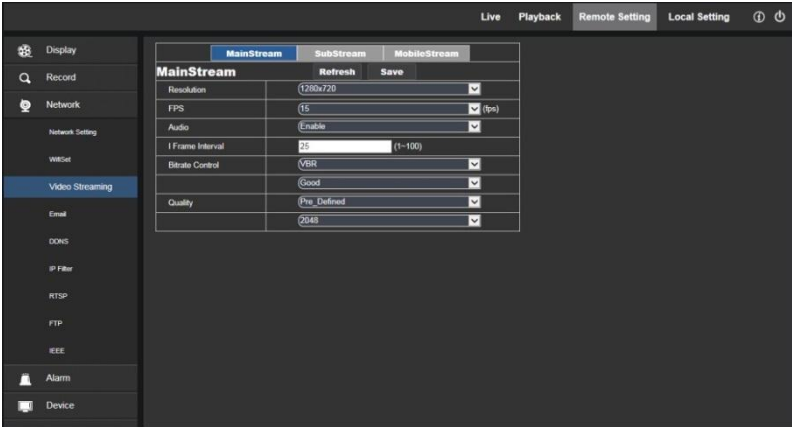 Live Playback Remote Setting Local Setting
Display
Record
Network
Network Setting
WifiSet
Video Streaming
Email
DDNS
IP Filter
RTSP
FTP
IEEE
Alarm
Device
MainStream SubStream MobileStream
MainStream Refresh Save
Resolution 1280x720
FPS 15 (fps)
Audio Enable
I Frame Interval 25 (1~100)
Bitrate Control VBR
Good
Quality Pre_Defined
2048